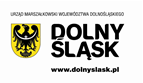 URZĄD MARSZAŁKOWSKI WOJEWÓDZTWA DOLNOŚLĄSKIEGO
DOLNY
ŚLĄSK
www.dolnyslask.pl